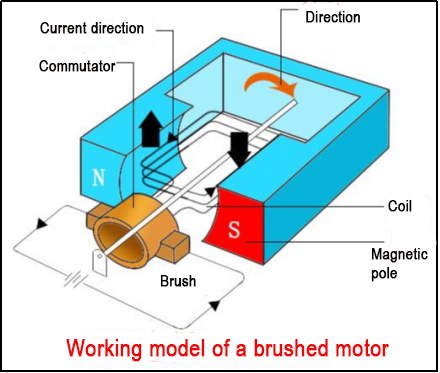 Current direction
Direction
Commutator
N
S
Coil
Magnetic
pole
Brush
Working model of a brushed motor